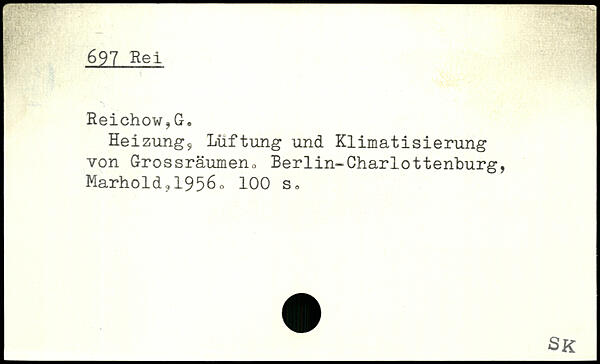 697 Rei
Reichow,G.
Heizung, Lüftung und Klimatisierung
von Grossräumen. Berlin-Charlottenburg,
Marhold,1956. 100 s.
SK